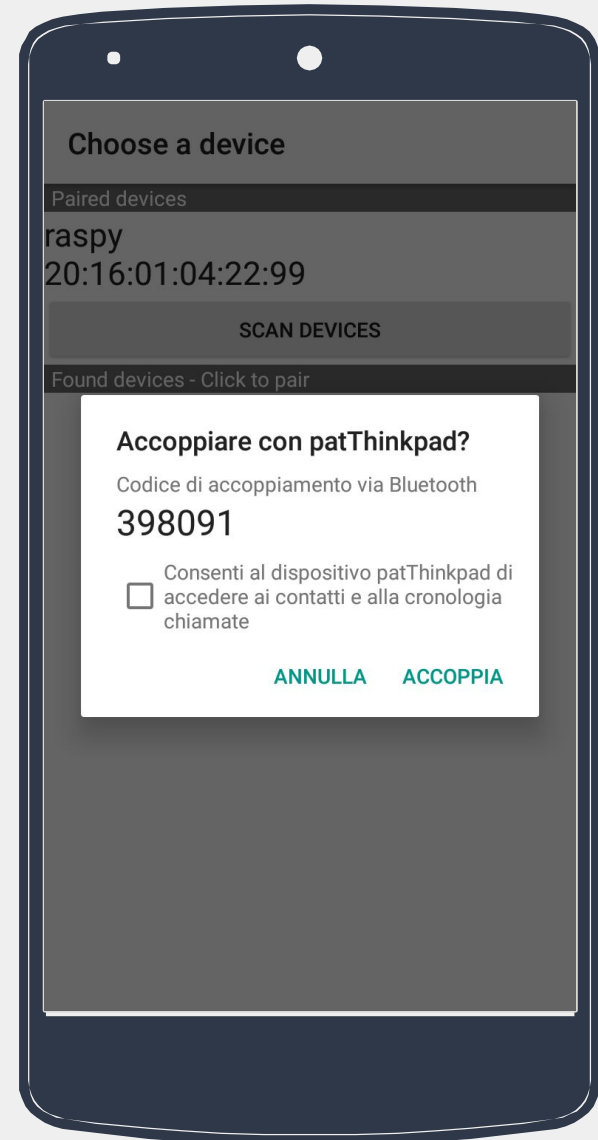 Choose a device
Paired devices
raspy
20:16:01:04:22:99
SCAN DEVICES
Found devices - Click to pair
Accoppiare con patThinkpad?
Codice di accoppiamento via Bluetooth
398091
Consenti al dispositivo patThinkpad di
accedere ai contatti e alla cronologia
chiamate
ANNULLA ACCOPPIA